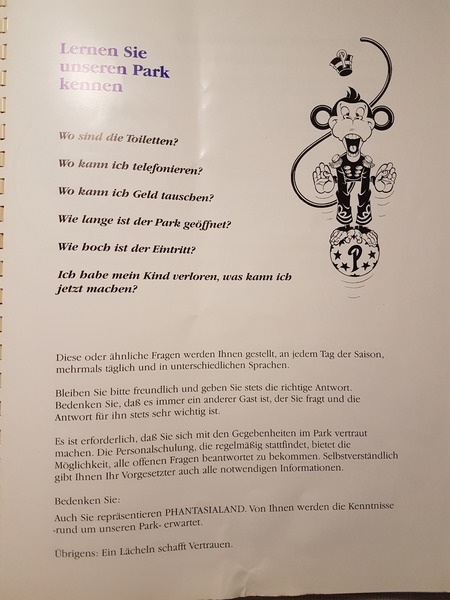 Lernen Sie
unseren Park
kennen
Wo sind die Toiletten?
Wo kann ich telefonieren?
Wo kann ich Geld tauschen?
Wie lange ist der Park geöffnet?
Wie hoch ist der Eintritt?
Ich habe mein Kind verloren, was kann ich
jetzt machen?
P
Diese oder ähnliche Fragen werden Ihnen gestellt, an jedem Tag der Saison,
mehrmals täglich und in unterschiedlichen Sprachen.
Bleiben Sie bitte freundlich und geben Sie stets die richtige Antwort.
Bedenken Sie, daß es immer ein anderer Gast ist, der Sie fragt und die
Antwort für ihn stets sehr wichtig ist.
Es ist erforderlich, daß Sie sich mit den Gegebenheiten im Park vertraut
machen. Die Personalschulung, die regelmäßig stattfindet, bietet die
Möglichkeit, alle offenen Fragen beantwortet zu bekommen. Selbstverständlich
gibt Ihnen Ihr Vorgesetzter auch alle notwendigen Informationen.
Bedenken Sie:
Auch Sie repräsentieren PHANTASIALAND. Von Ihnen werden die Kenntnisse
-rund um unseren Park- erwartet.
Übrigens: Ein Lächeln schafft Vertrauen.